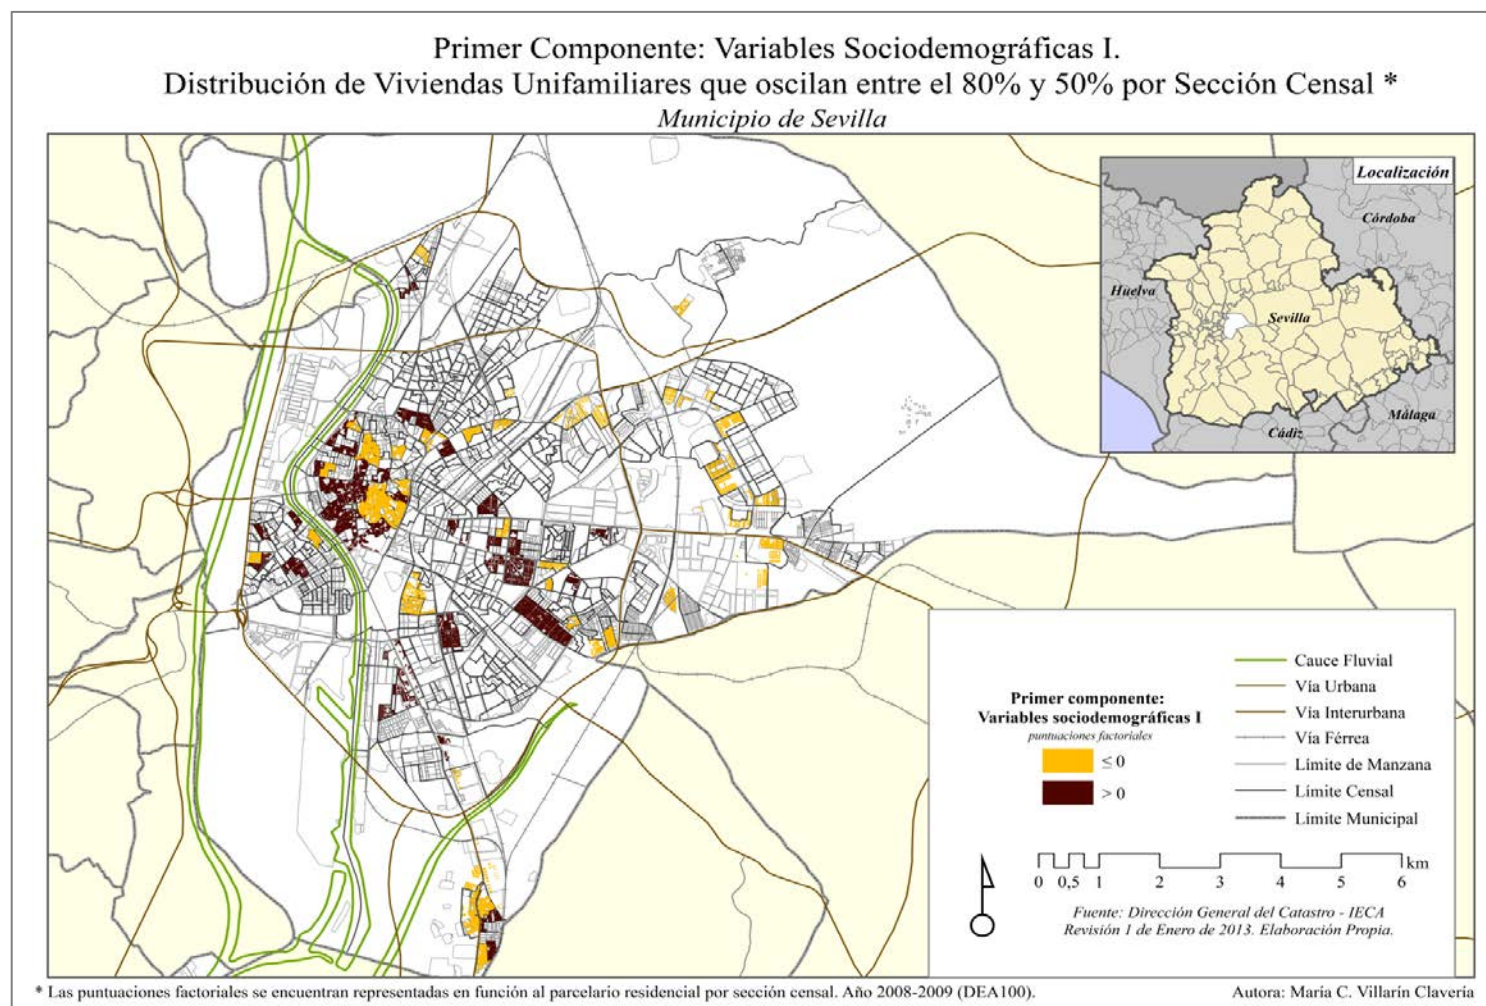 Primer Componente: Variables Sociodemográficas I.
Distribución de Viviendas Unifamiliares que oscilan entre el 80% y 50% por Sección Censal *
Municipio de Sevilla
Localización
Córdoba
Huelva
Sevilla
Málaga
Cádiz
Primer componente:
Variables sociodemográficas I
puntuaciones factoriales
≤ 0
> 0
Cauce Fluvial
Vía Urbana
Vía Interurbana
Vía Férrea
Límite de Manzana
Límite Censal
Límite Municipal
km
0 0,5 1 2 3 4 5 6
Fuente: Dirección General del Catastro - IECA
Revisión 1 de Enero de 2013. Elaboración Propia.
* Las puntuaciones factoriales se encuentran representadas en función al parcelario residencial por sección censal. Año 2008-2009 (DEA100).
Autora: María C. Villarín Clavería